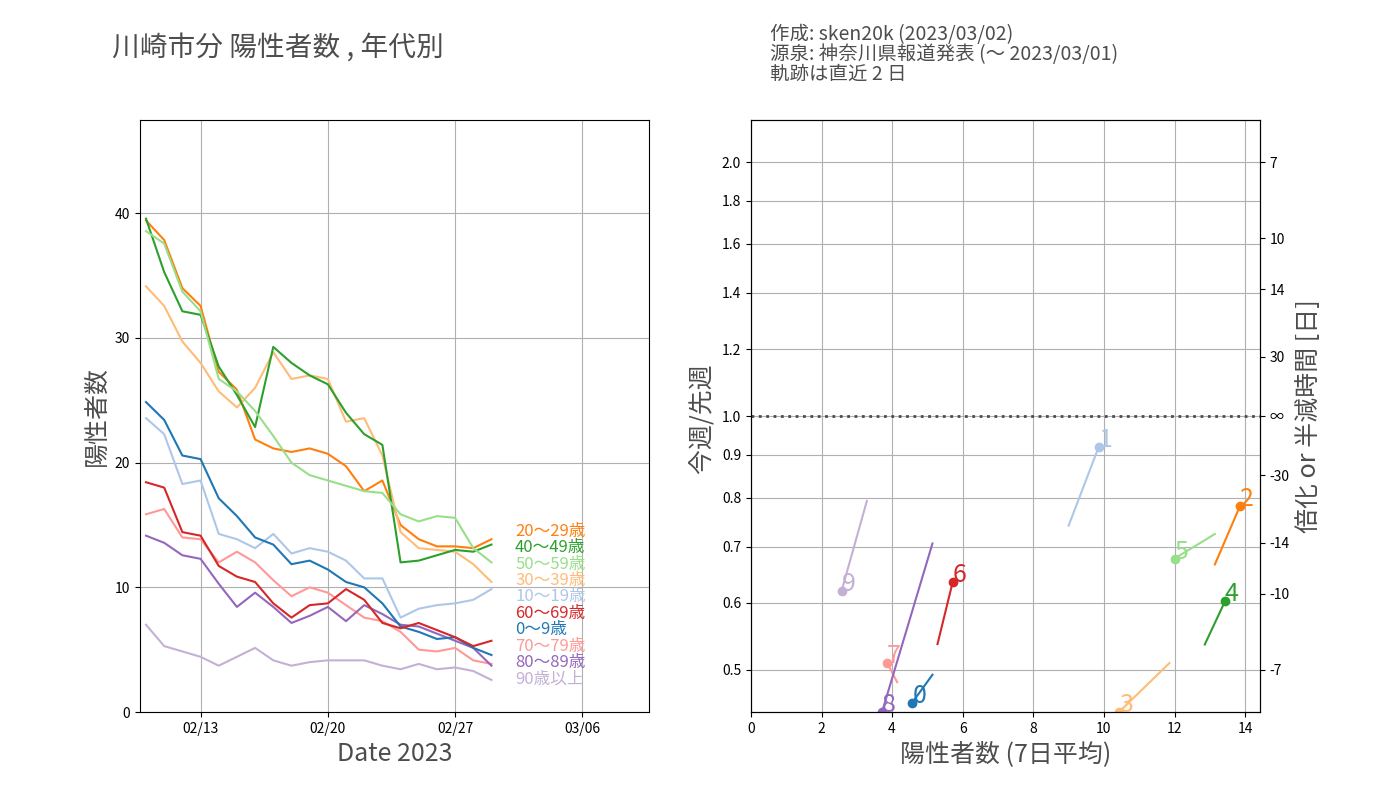 川崎市分 陽性者数 , 年代別
作成: sken20k (2023/03/02)
源泉: 神奈川県報道発表 (〜 2023/03/01)
軌跡は直近 2 日
陽性者数
40
30
20
10
0
02/13
02/20
02/27
03/06
Date 2023
20〜29歳
40〜49歳
50〜59歳
30〜39歳
10〜19歳
60〜69歳
0〜9歳
70〜79歳
80〜89歳
90歳以上
今週/先週
2.0
1.8
1.6
1.4
1.2
1.0
0.9
0.8
0.7
0.6
0.5
1
2
5
9
6
4
7
0
8
3
0
2
4
6
8
10
12
14
陽性者数 (7日平均)
7
10
14
30
∞
-30
-14
-10
-7
倍化 or 半減時間 [日]